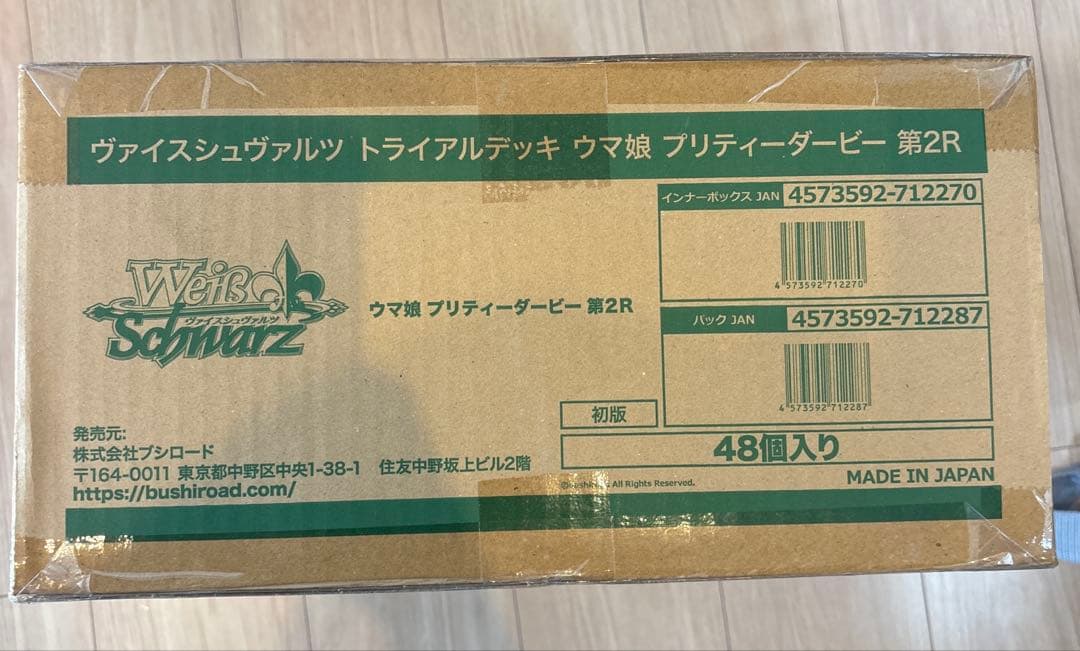 ヴァイスシュヴァルツ トライアルデッキ ウマ娘 プリティーダービー 第2R
インナーボックス JAN 4573592-712270
4 573592 712270
Weiß
ヴァイスシュヴァルツ
Schwarz
ウマ娘 プリティーダービー 第2R
パック JAN 4573592-712287
4 573592 712287
初版
48個入り
発売元:
株式会社ブシロード
〒164-0011 東京都中野区中央1-38-1 住友中野坂上ビル2階
https://bushiroad.com/
All Rights Reserved.
MADE IN JAPAN